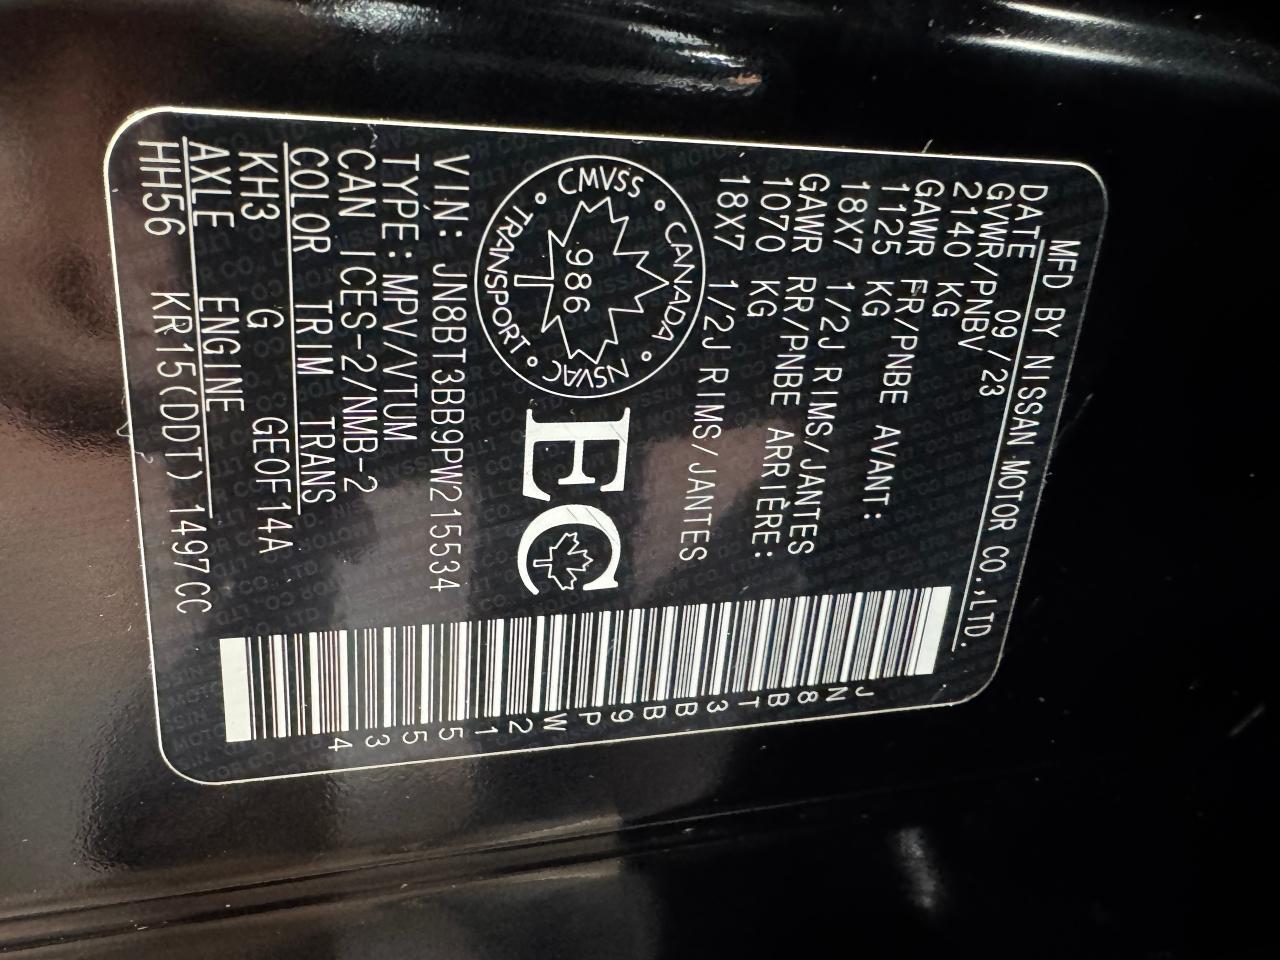 MFD BY NISSAN MOTOR CO.,LTD.
DATE 09/23
GVWR/PNBV
2140 KG
GAWR FR/PNBE AVANT:
1125 KG
18X7 1/2J RIMS/JANTES
GAWR RR/PNBE ARRIÈRE:
1070 KG
18X7 1/2J RIMS/JANTES
CMVSS • CANADA • NSVAC • TRANSPORT •
986
EC
VIN: JN8BT3BB9PW215534
TYPE:MPV/VTUM
CAN ICES-2/NMB-2
COLOR TRIM TRANS
KH3 G GE0F14A
AXLE ENGINE
HH56 KR15(DDT) 1497CC
JN8BT3BB9PW215534